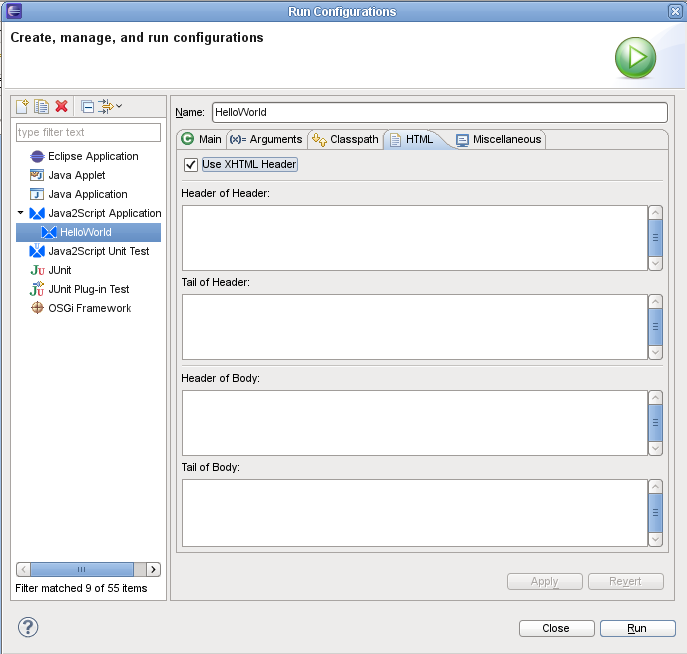 Run Configurations
Create, manage, and run configurations
type filter text
Eclipse Application
Java Applet
Java Application
Java2Script Application
HelloWorld
Java2Script Unit Test
JUnit
JUnit Plug-in Test
OSGi Framework
Filter matched 9 of 55 items
Name: HelloWorld
Main (x)= Arguments Classpath HTML Miscellaneous
Use XHTML Header
Header of Header:
Tail of Header:
Header of Body:
Tail of Body:
Apply Revert
? Close Run